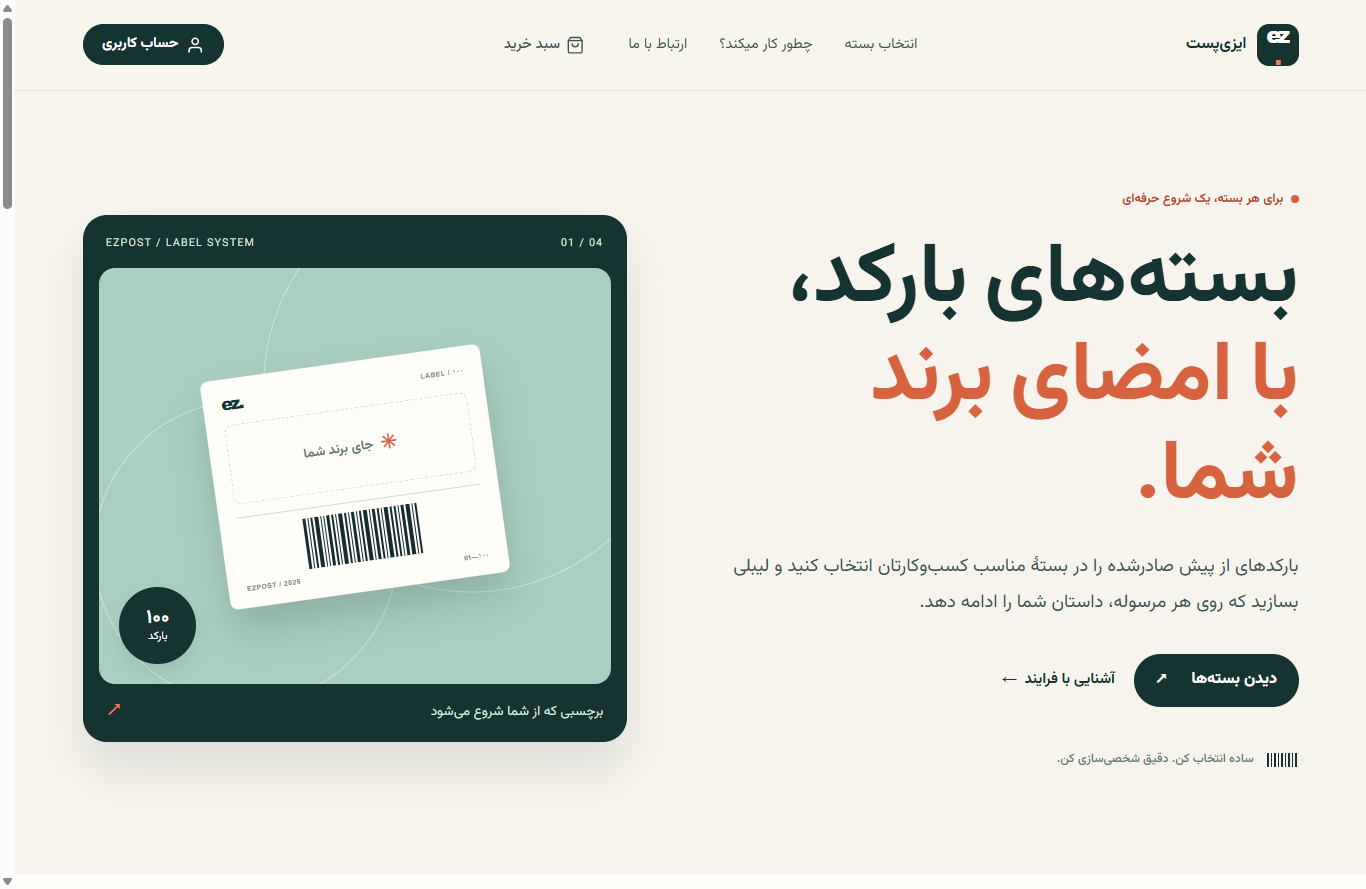 ez.
ایزی‌پست
انتخاب بسته
چطور کار میکند؟
ارتباط با ما
سبد خرید
حساب کاربری
برای هر بسته، یک شروع حرفه‌ای
بسته‌های بارکد،
با امضای برند
شما.
بارکدهای از پیش صادرشده را در بستهٔ مناسب کسب‌وکارتان انتخاب کنید و لیبلی
بسازید که روی هر مرسوله، داستان شما را ادامه دهد.
دیدن بسته‌ها ↗
آشنایی با فرایند ←
ساده انتخاب کن. دقیق شخصی‌سازی کن.
EZPOST / LABEL SYSTEM
01 / 04
LABEL / ۱۰۰
ez.
جای برند شما
EZPOST / 2026
01—۱۰۰
۱۰۰
بارکد
برچسبی که از شما شروع می‌شود
↗